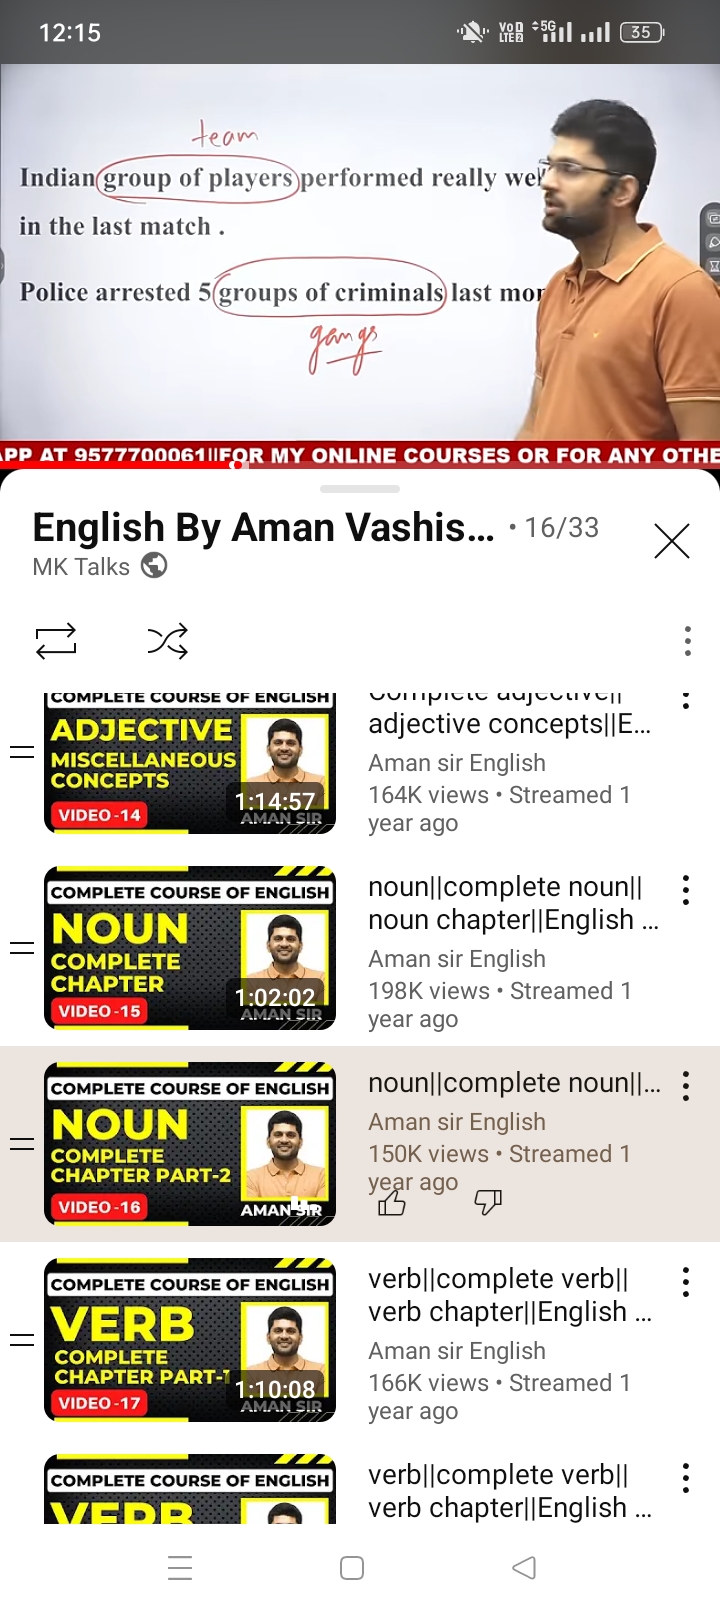 12:15
VoD LTE2 5G 35
team
Indian group of players performed really wel
in the last match .
Police arrested 5 groups of criminals last mon
gangs
APP AT 9577700061||FOR MY ONLINE COURSES OR FOR ANY OTHE
English By Aman Vashis... • 16/33
MK Talks
COMPLETE COURSE OF ENGLISH
ADJECTIVE
MISCELLANEOUS
CONCEPTS
VIDEO -14
1:14:57
AMAN SIR
Complete adjective||
adjective concepts||E...
Aman sir English
164K views • Streamed 1
year ago
COMPLETE COURSE OF ENGLISH
NOUN
COMPLETE
CHAPTER
VIDEO -15
1:02:02
AMAN SIR
noun||complete noun||
noun chapter||English ...
Aman sir English
198K views • Streamed 1
year ago
COMPLETE COURSE OF ENGLISH
NOUN
COMPLETE
CHAPTER PART-2
VIDEO -16
AMAN SIR
noun||complete noun||...
Aman sir English
150K views • Streamed 1
year ago
COMPLETE COURSE OF ENGLISH
VERB
COMPLETE
CHAPTER PART-1
VIDEO -17
1:10:08
AMAN SIR
verb||complete verb||
verb chapter||English ...
Aman sir English
166K views • Streamed 1
year ago
COMPLETE COURSE OF ENGLISH
VERB
verb||complete verb||
verb chapter||English ...